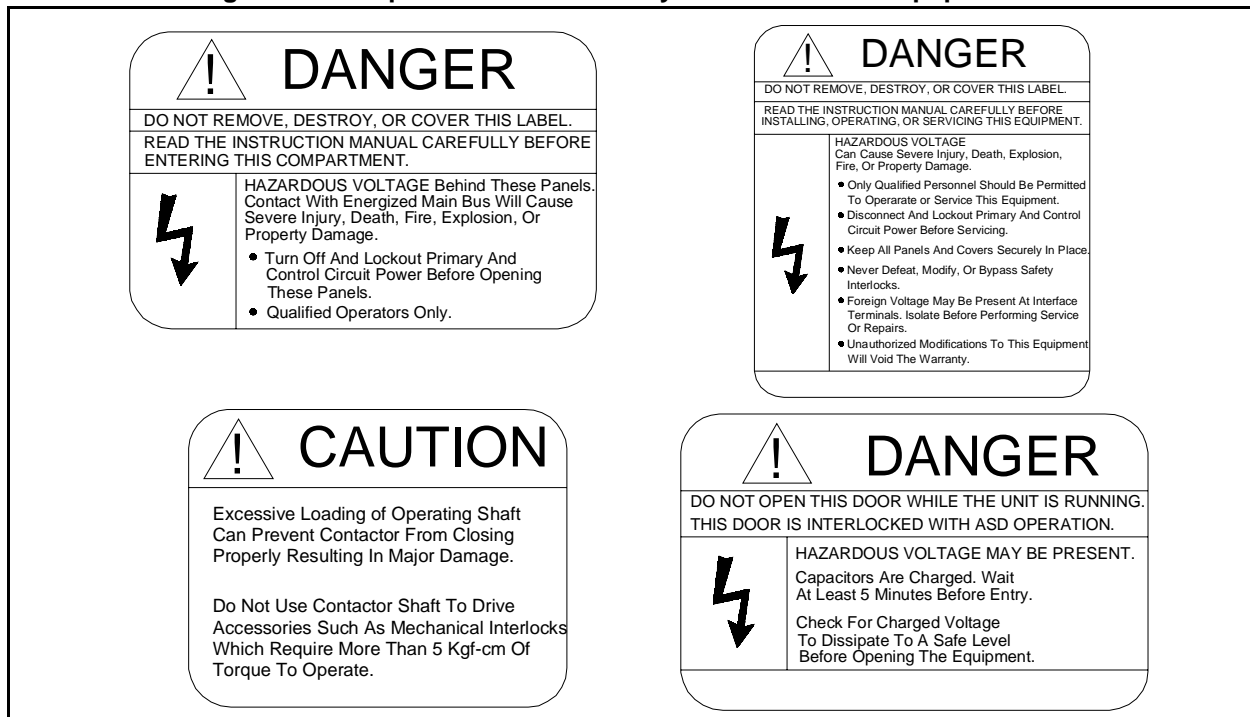 !
DANGER
DO NOT REMOVE, DESTROY, OR COVER THIS LABEL.
READ THE INSTRUCTION MANUAL CAREFULLY BEFORE
ENTERING THIS COMPARTMENT.
HAZARDOUS VOLTAGE Behind These Panels.
Contact With Energized Main Bus Will Cause
Severe Injury, Death, Fire, Explosion, Or
Property Damage.
• Turn Off And Lockout Primary And
Control Circuit Power Before Opening
These Panels.
• Qualified Operators Only.
!
DANGER
DO NOT REMOVE, DESTROY, OR COVER THIS LABEL.
READ THE INSTRUCTION MANUAL CAREFULLY BEFORE
INSTALLING, OPERATING, OR SERVICING THIS EQUIPMENT.
HAZARDOUS VOLTAGE
Can Cause Severe Injury, Death, Explosion,
Fire, Or Property Damage.
• Only Qualified Personnel Should Be Permitted
To Operarate or Service This Equipment.
• Disconnect And Lockout Primary And Control
Circuit Power Before Servicing.
• Keep All Panels And Covers Securely In Place.
• Never Defeat, Modify, Or Bypass Safety
Interlocks.
• Foreign Voltage May Be Present At Interface
Terminals. Isolate Before Performing Service
Or Repairs.
• Unauthorized Modifications To This Equipment
Will Void The Warranty.
!
CAUTION
Excessive Loading of Operating Shaft
Can Prevent Contactor From Closing
Properly Resulting In Major Damage.
Do Not Use Contactor Shaft To Drive
Accessories Such As Mechanical Interlocks
Which Require More Than 5 Kgf-cm Of
Torque To Operate.
!
DANGER
DO NOT OPEN THIS DOOR WHILE THE UNIT IS RUNNING.
THIS DOOR IS INTERLOCKED WITH ASD OPERATION.
HAZARDOUS VOLTAGE MAY BE PRESENT.
Capacitors Are Charged. Wait
At Least 5 Minutes Before Entry.
Check For Charged Voltage
To Dissipate To A Safe Level
Before Opening The Equipment.